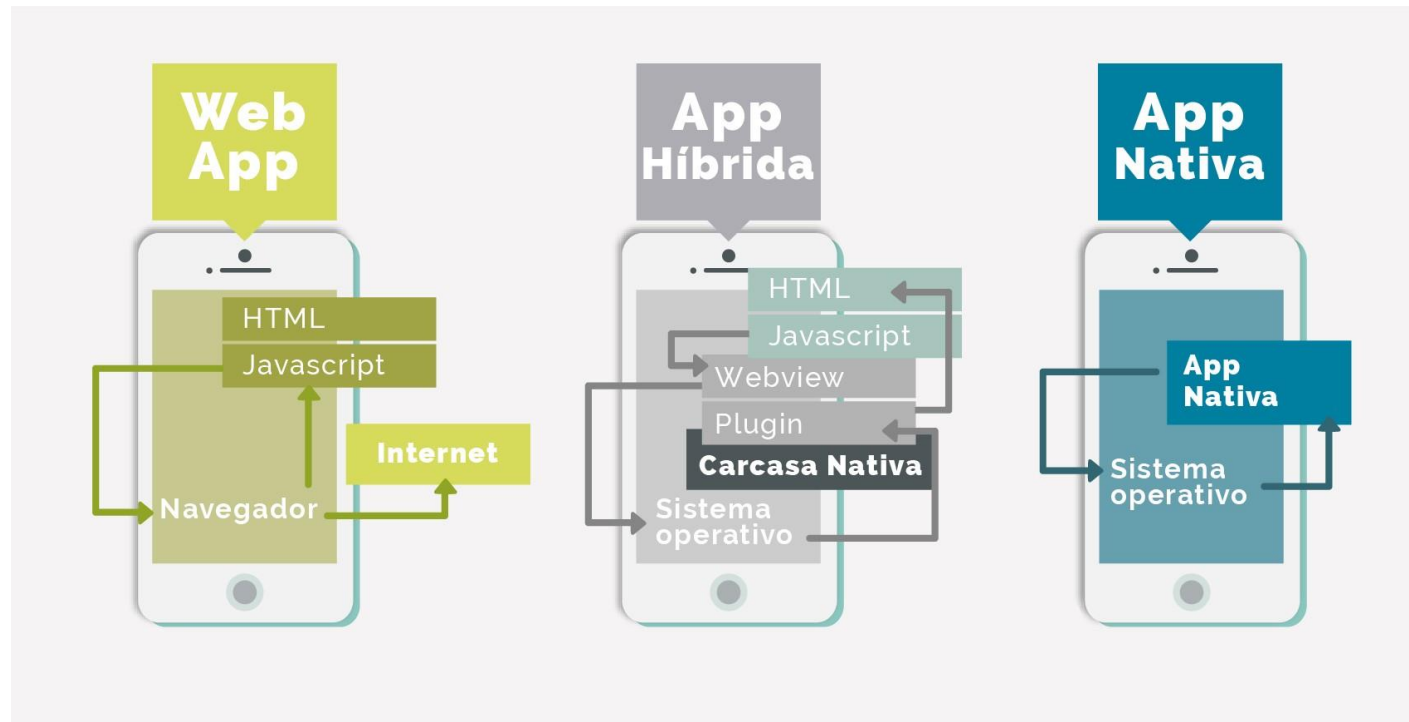 Web
App
HTML
Javascript
Internet
Navegador
App
Híbrida
HTML
Javascript
Webview
Plugin
Carcasa Nativa
Sistema
operativo
App
Nativa
App
Nativa
Sistema
operativo